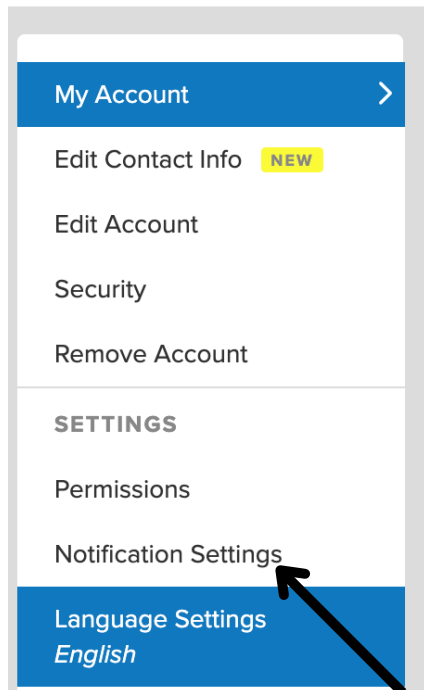 My Account
Edit Contact Info NEW
Edit Account
Security
Remove Account
SETTINGS
Permissions
Notification Settings
Language Settings
English